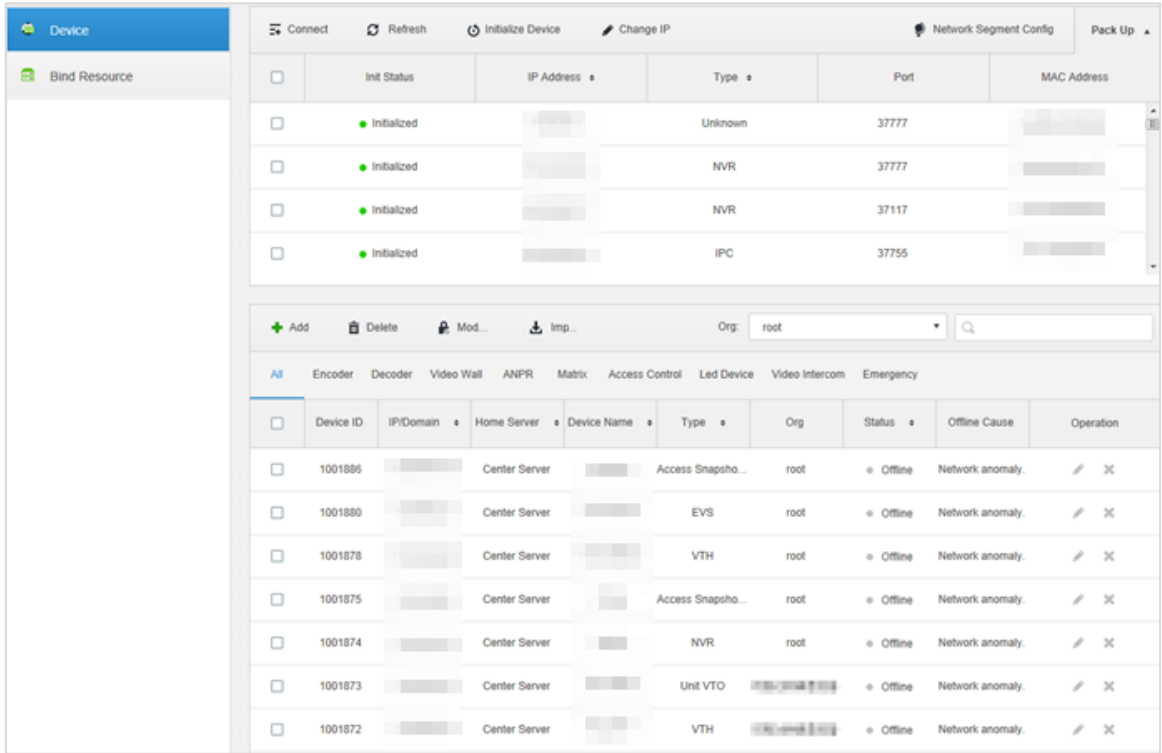 Device
Bind Resource
Connect Refresh Initialize Device Change IP Network Segment Config Pack Up
Init Status IP Address Type Port MAC Address
Initialized Unknown 37777
Initialized NVR 37777
Initialized NVR 37117
Initialized IPC 37755
Add Delete Mod... Imp... Org: root
All Encoder Decoder Video Wall ANPR Matrix Access Control Led Device Video Intercom Emergency
Device ID IP/Domain Home Server Device Name Type Org Status Offline Cause Operation
1001886 Center Server Access Snapsho... root Offline Network anomaly.
1001880 Center Server EVS root Offline Network anomaly.
1001878 Center Server VTH root Offline Network anomaly.
1001875 Center Server Access Snapsho... root Offline Network anomaly.
1001874 Center Server NVR root Offline Network anomaly.
1001873 Center Server Unit VTO Offline Network anomaly.
1001872 Center Server VTH Offline Network anomaly.